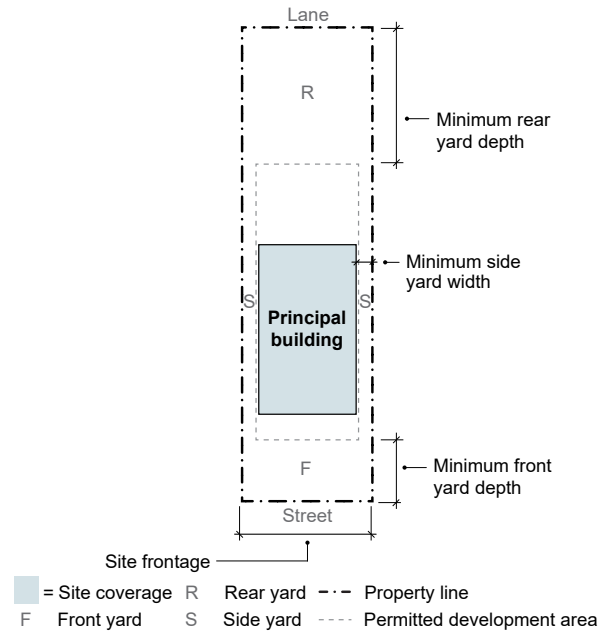 Lane
R
Minimum rear
yard depth
Minimum side
yard width
S
S
Principal
building
F
Minimum front
yard depth
Street
Site frontage
= Site coverage R Rear yard Property line
F Front yard S Side yard Permitted development area